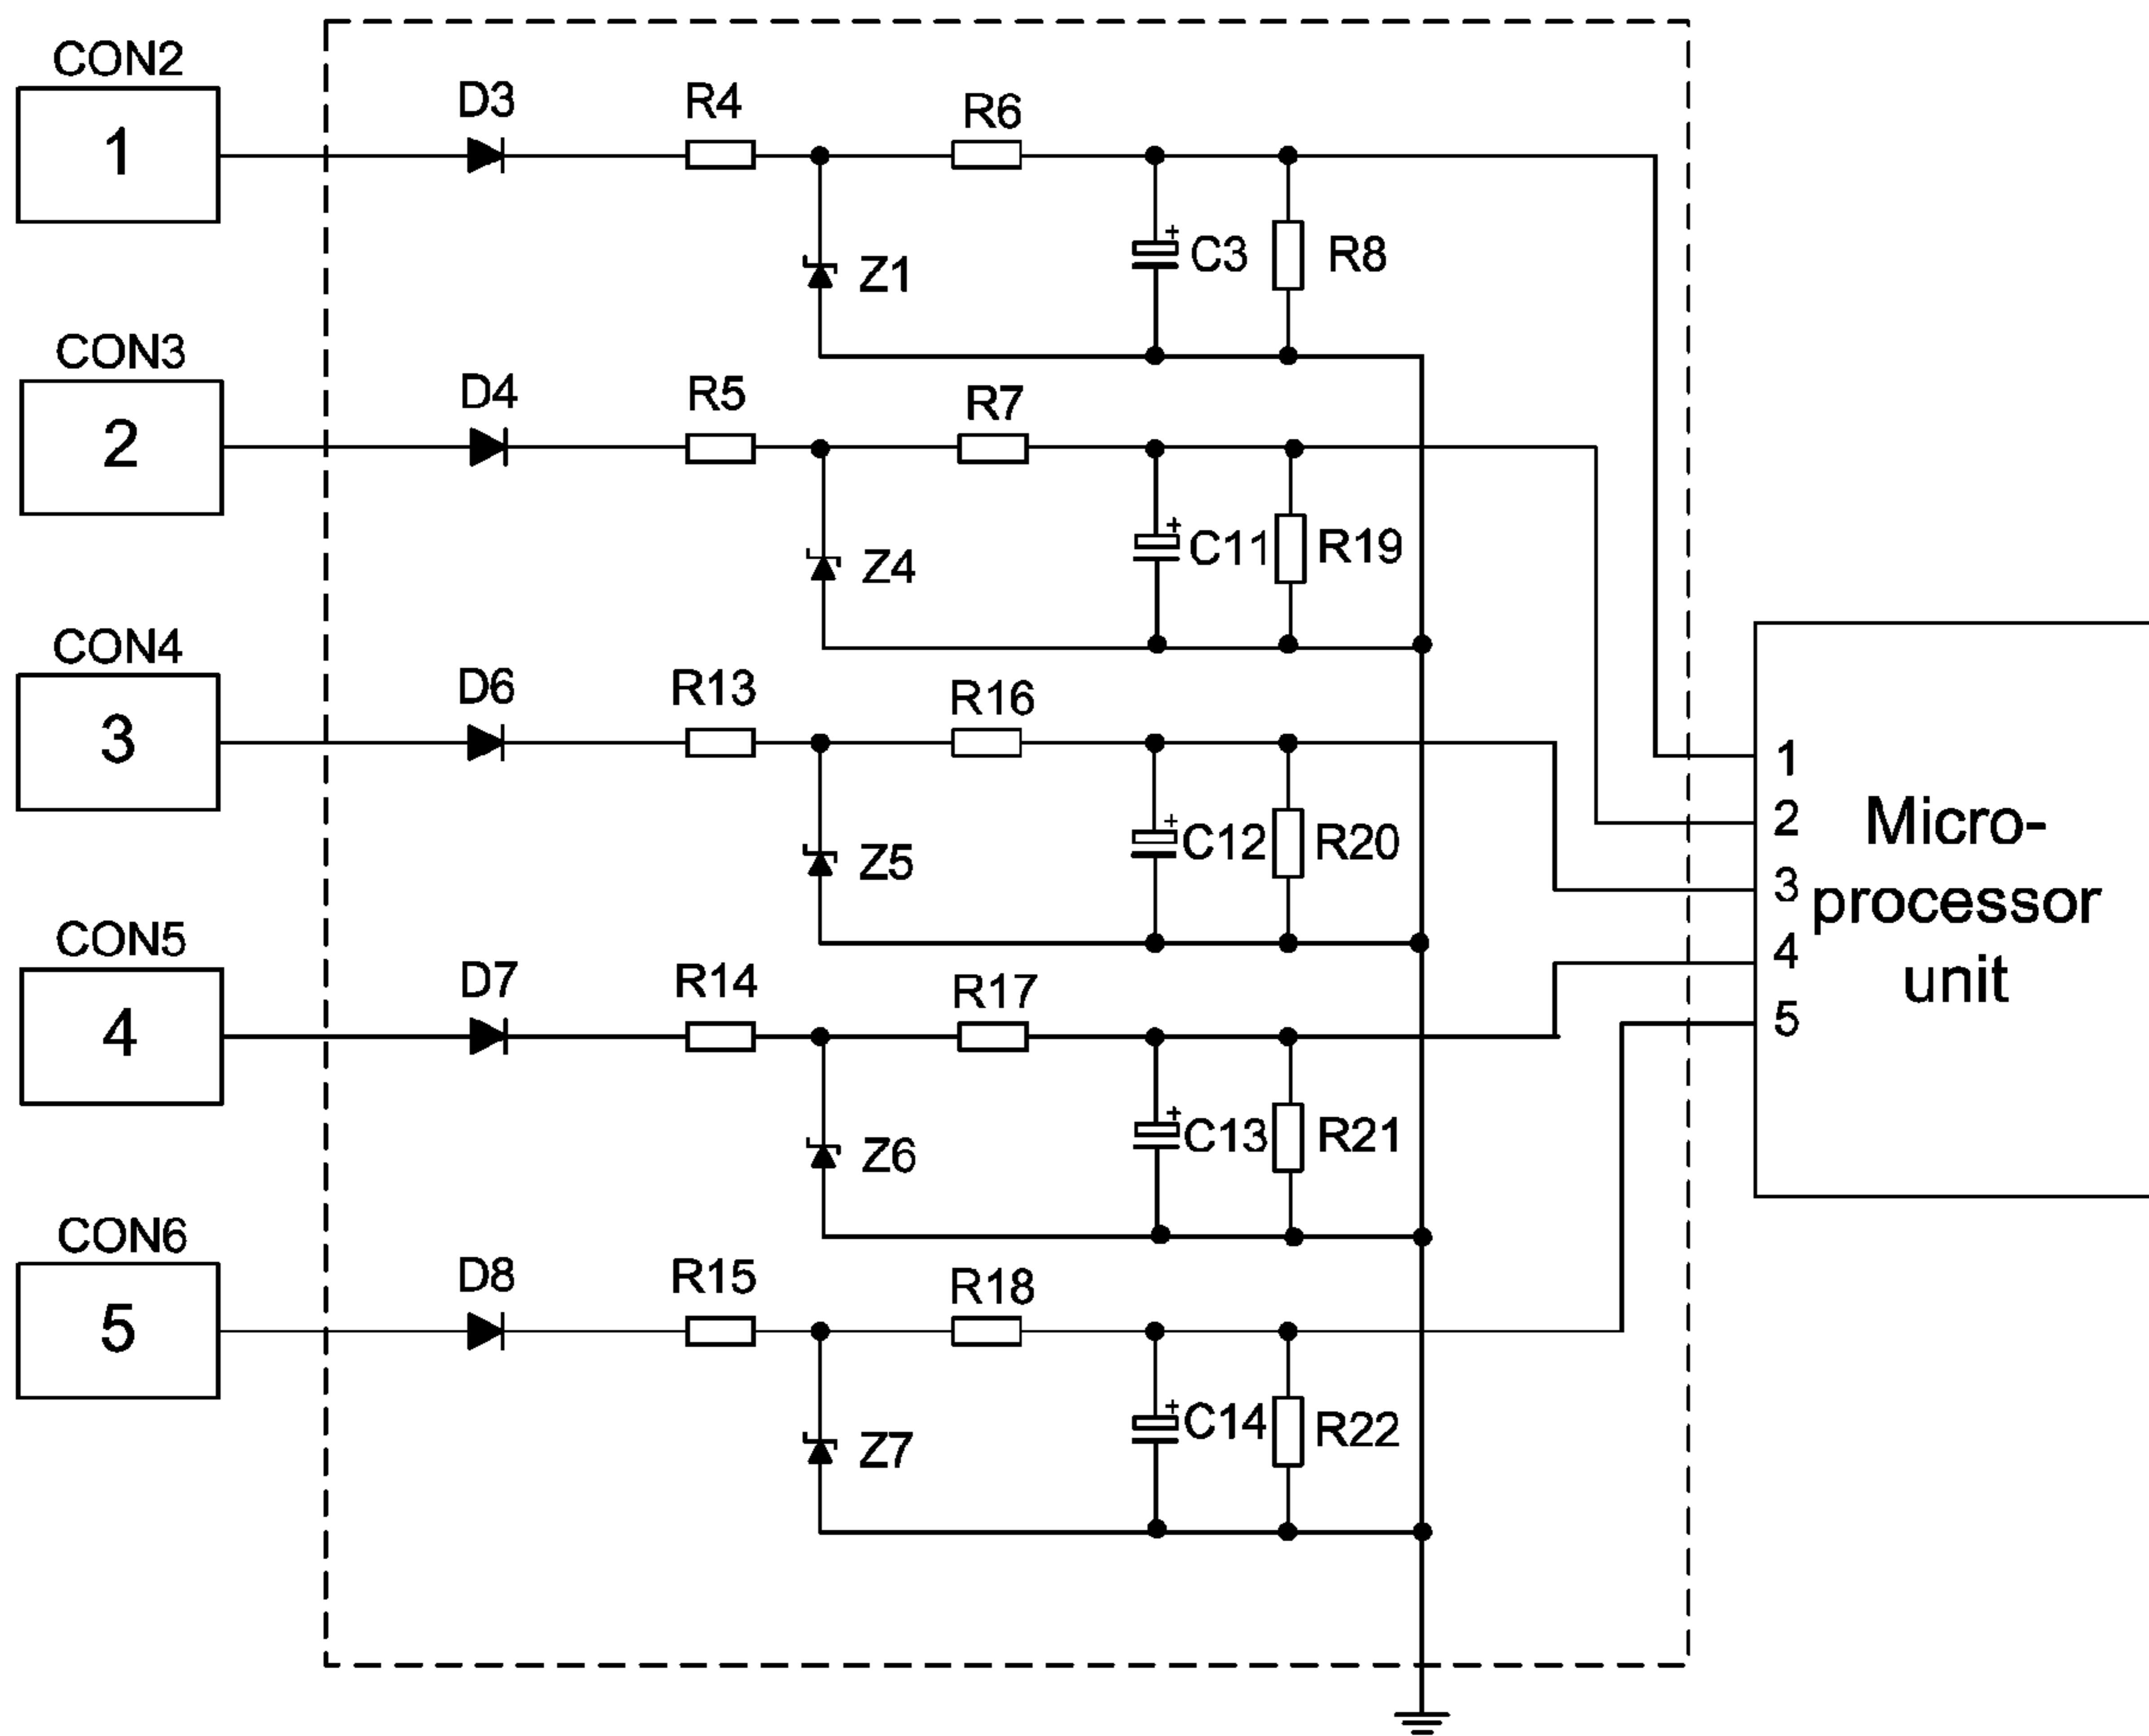 CON2
1
D3
R4
R6
+
C3
R8
Z1
CON3
2
D4
R5
R7
+
C11
R19
Z4
CON4
3
D6
R13
R16
+
C12
R20
Z5
CON5
4
D7
R14
R17
+
C13
R21
Z6
CON6
5
D8
R15
R18
+
C14
R22
Z7
1
2
3
4
5
Micro-
processor
unit